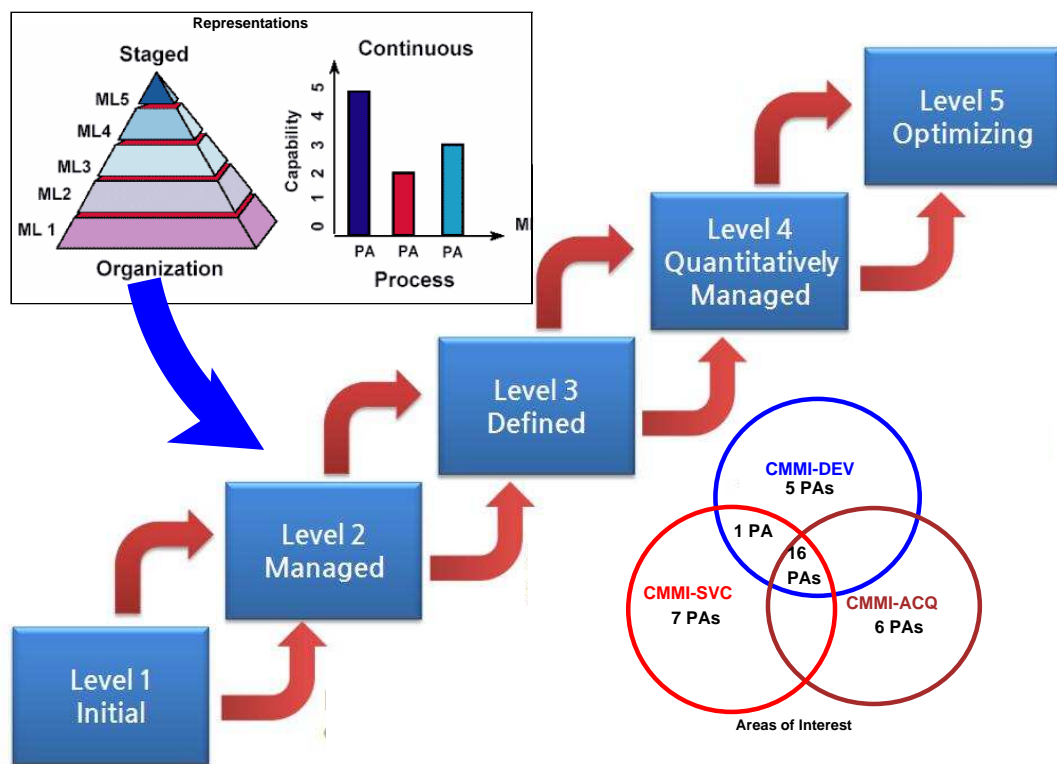 Representations
Staged
ML5
ML4
ML3
ML2
ML 1
Organization
Continuous
Capability
5
4
3
2
1
0
PA PA PA
Process
Level 1
Initial
Level 2
Managed
Level 3
Defined
Level 4
Quantitatively
Managed
Level 5
Optimizing
CMMI-DEV
5 PAs
1 PA
16
PAs
CMMI-SVC
7 PAs
CMMI-ACQ
6 PAs
Areas of Interest